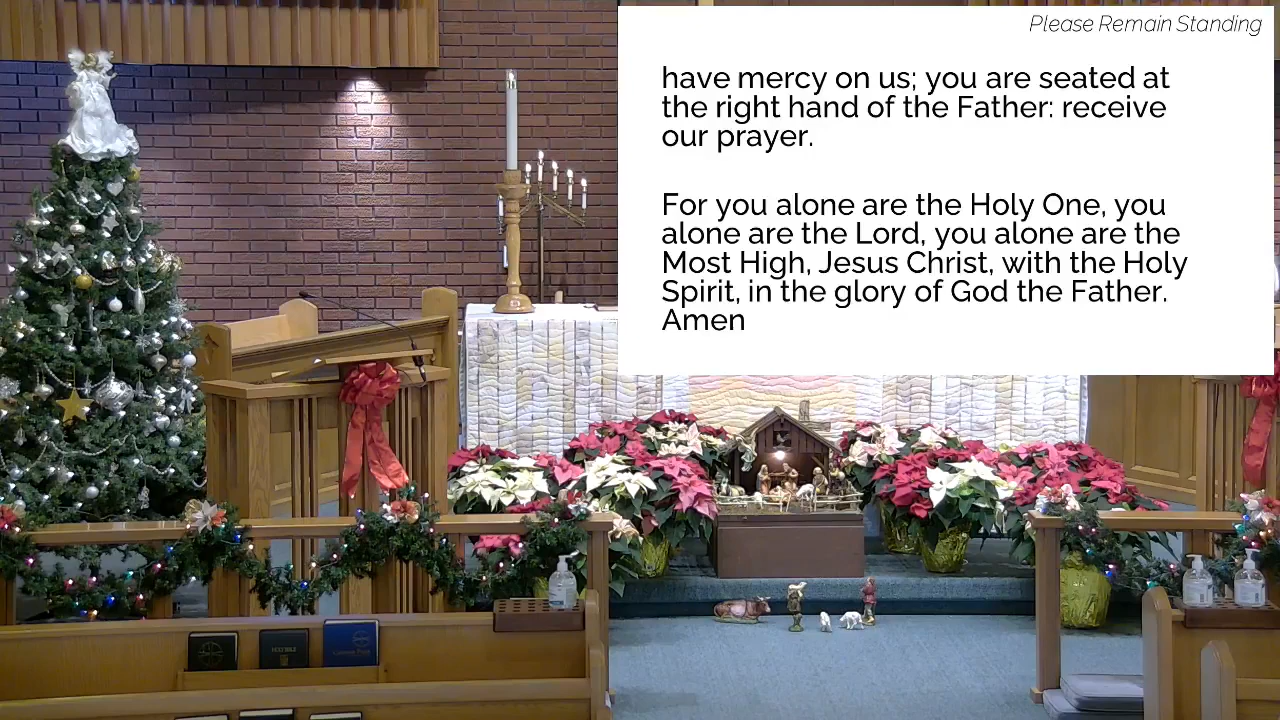 Please Remain Standing
have mercy on us; you are seated at
the right hand of the Father: receive
our prayer.
For you alone are the Holy One, you
alone are the Lord, you alone are the
Most High, Jesus Christ, with the Holy
Spirit, in the glory of God the Father.
Amen
HOLY BIBLE